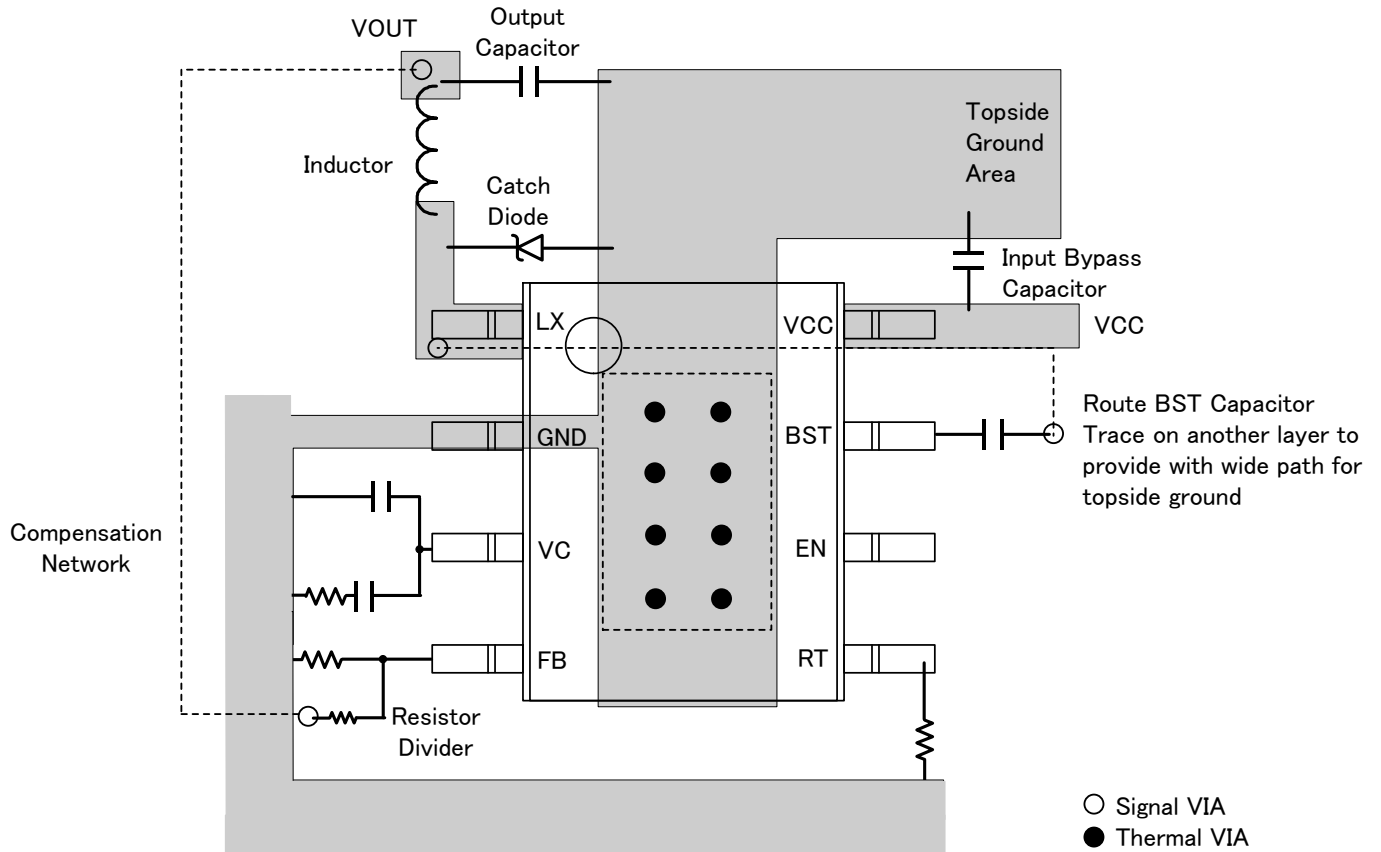 VOUT
Output
Capacitor
Topside
Ground
Area
Inductor
Catch
Diode
Input Bypass
Capacitor
LX
VCC
VCC
GND
BST
Route BST Capacitor
Trace on another layer to
provide with wide path for
topside ground
Compensation
Network
VC
EN
FB
RT
Resistor
Divider
Signal VIA
Thermal VIA